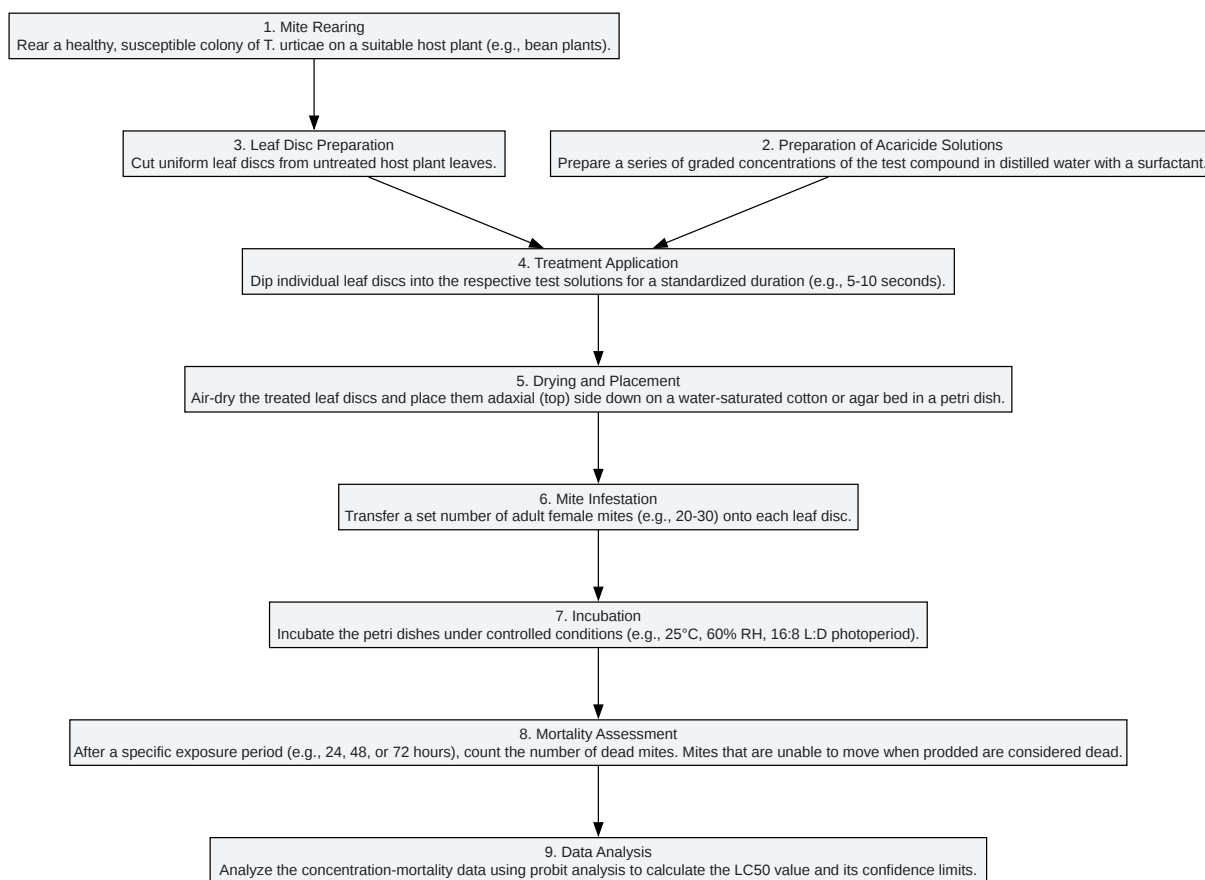 1. Mite Rearing
Rear a healthy, susceptible colony of T. urticae on a suitable host plant (e.g., bean plants).
3. Leaf Disc Preparation
Cut uniform leaf discs from untreated host plant leaves.
2. Preparation of Acaricide Solutions
Prepare a series of graded concentrations of the test compound in distilled water with a surfactant.
4. Treatment Application
Dip individual leaf discs into the respective test solutions for a standardized duration (e.g., 5-10 seconds).
5. Drying and Placement
Air-dry the treated leaf discs and place them adaxial (top) side down on a water-saturated cotton or agar bed in a petri dish.
6. Mite Infestation
Transfer a set number of adult female mites (e.g., 20-30) onto each leaf disc.
7. Incubation
Incubate the petri dishes under controlled conditions (e.g., 25°C, 60% RH, 16:8 L:D photoperiod).
8. Mortality Assessment
After a specific exposure period (e.g., 24, 48, or 72 hours), count the number of dead mites. Mites that are unable to move when prodded are considered dead.
9. Data Analysis
Analyze the concentration-mortality data using probit analysis to calculate the LC50 value and its confidence limits.